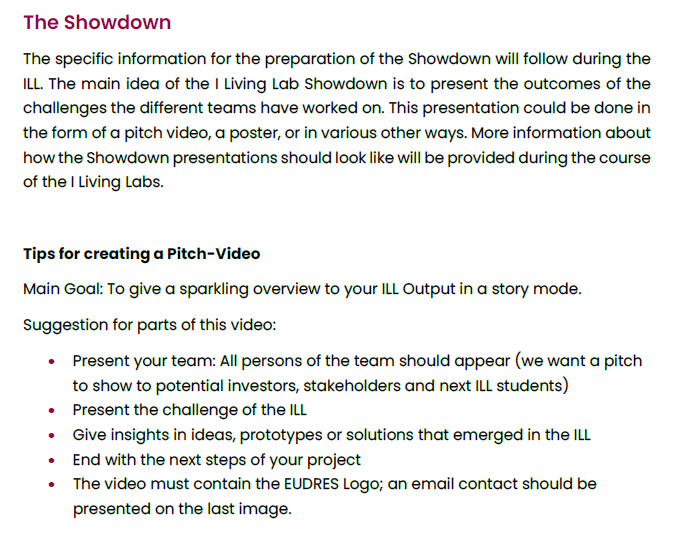 The Showdown
The specific information for the preparation of the Showdown will follow during the
ILL. The main idea of the I Living Lab Showdown is to present the outcomes of the
challenges the different teams have worked on. This presentation could be done in
the form of a pitch video, a poster, or in various other ways. More information about
how the Showdown presentations should look like will be provided during the course
of the I Living Labs.
Tips for creating a Pitch-Video
Main Goal: To give a sparkling overview to your ILL Output in a story mode.
Suggestion for parts of this video:
• Present your team: All persons of the team should appear (we want a pitch
to show to potential investors, stakeholders and next ILL students)
• Present the challenge of the ILL
• Give insights in ideas, prototypes or solutions that emerged in the ILL
• End with the next steps of your project
• The video must contain the EUDRES Logo; an email contact should be
presented on the last image.